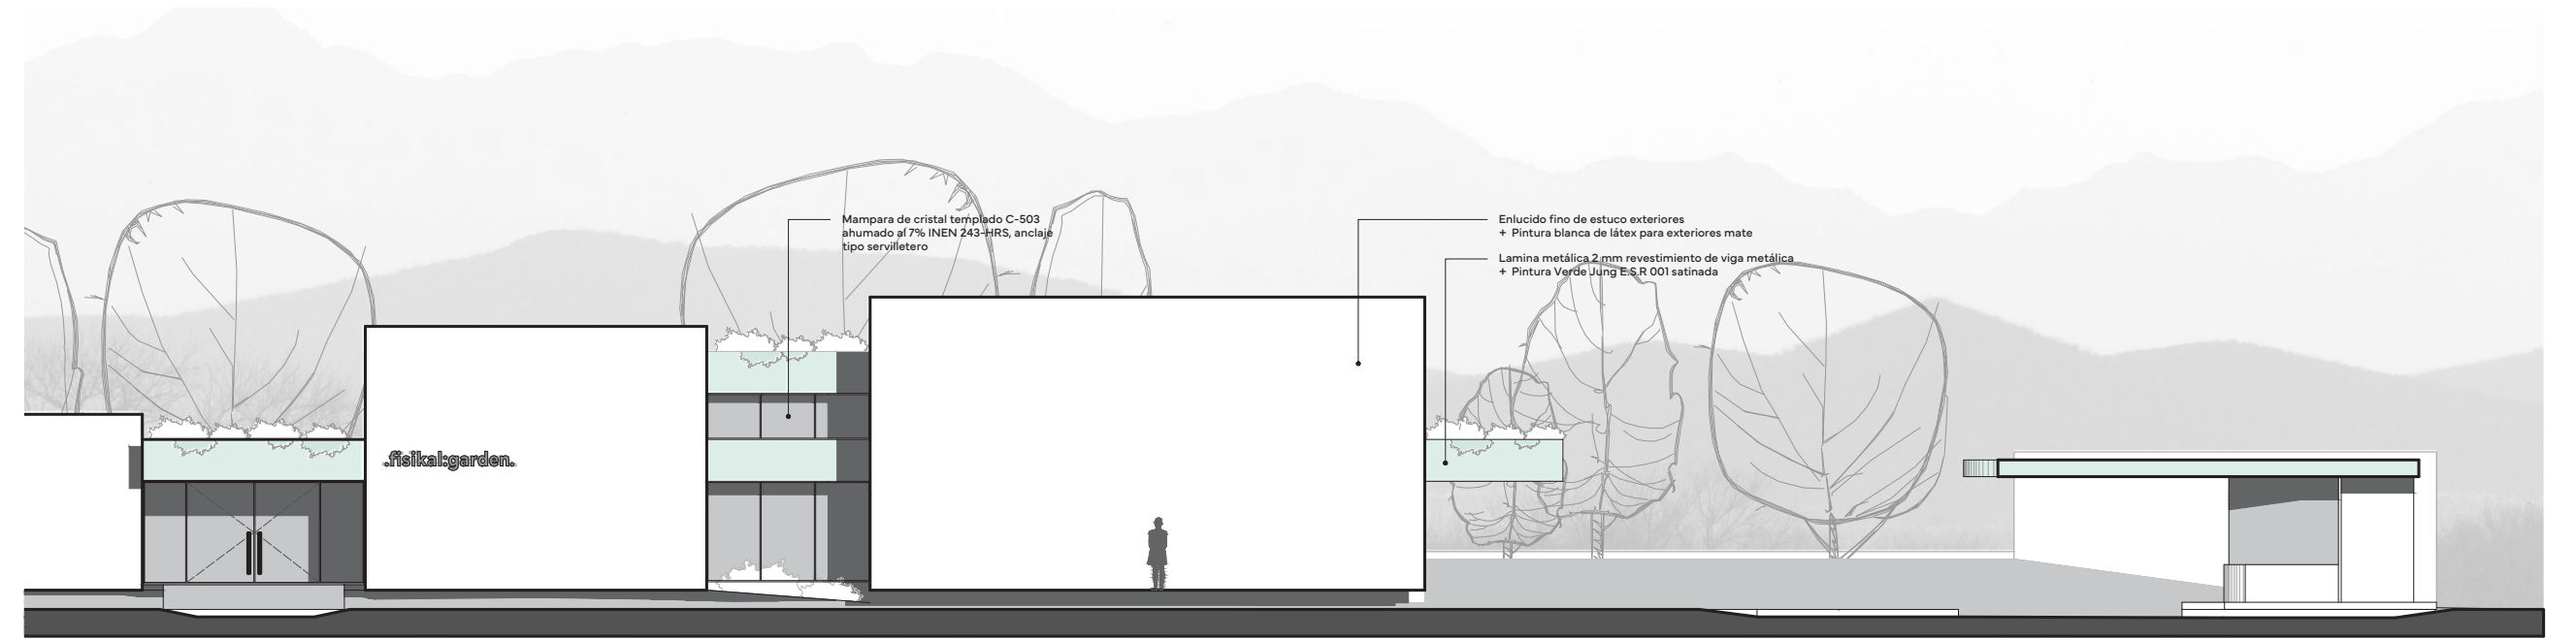 Mampara de cristal templado C-503
ahumado al 7% INEN 243-HRS, anclaje
tipo servilletero
Enlucido fino de estuco exteriores
+ Pintura blanca de látex para exteriores mate
Lamina metálica 2 mm revestimiento de viga metálica
+ Pintura Verde Jung E.S.R 001 satinada
.fisikal:garden.